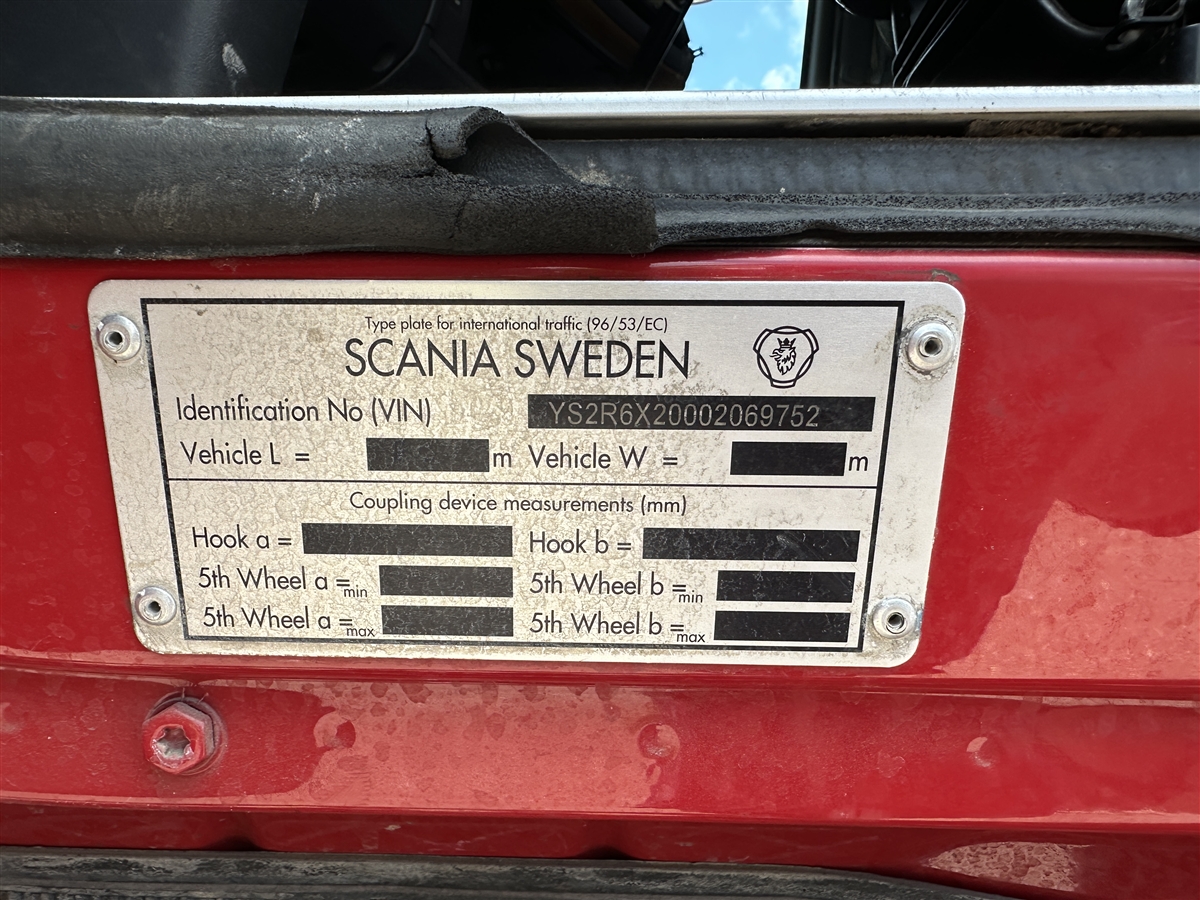 Type plate for international traffic (96/53/EC)
SCANIA SWEDEN
Identification No (VIN) YS2R6X20002069752
Vehicle L = m Vehicle W = m
Coupling device measurements (mm)
Hook a = Hook b =
5th Wheel a = min 5th Wheel b = min
5th Wheel a = max 5th Wheel b = max